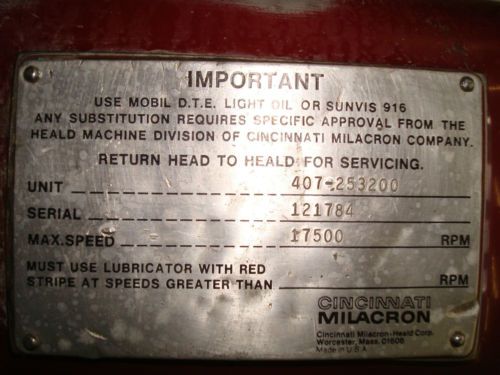 IMPORTANT
USE MOBIL D.T.E. LIGHT OIL OR SUNVIS 916
ANY SUBSTITUTION REQUIRES SPECIFIC APPROVAL FROM THE
HEALD MACHINE DIVISION OF CINCINNATI MILACRON COMPANY.
RETURN HEAD TO HEALD FOR SERVICING.
UNIT 407-253200
SERIAL 121784
MAX.SPEED 17500 RPM
MUST USE LUBRICATOR WITH RED
STRIPE AT SPEEDS GREATER THAN RPM
CINCINNATI
MILACRON
Cincinnati Milacron-Heald Corp.
Worcester, Mass. 01606
Made in U.S.A.